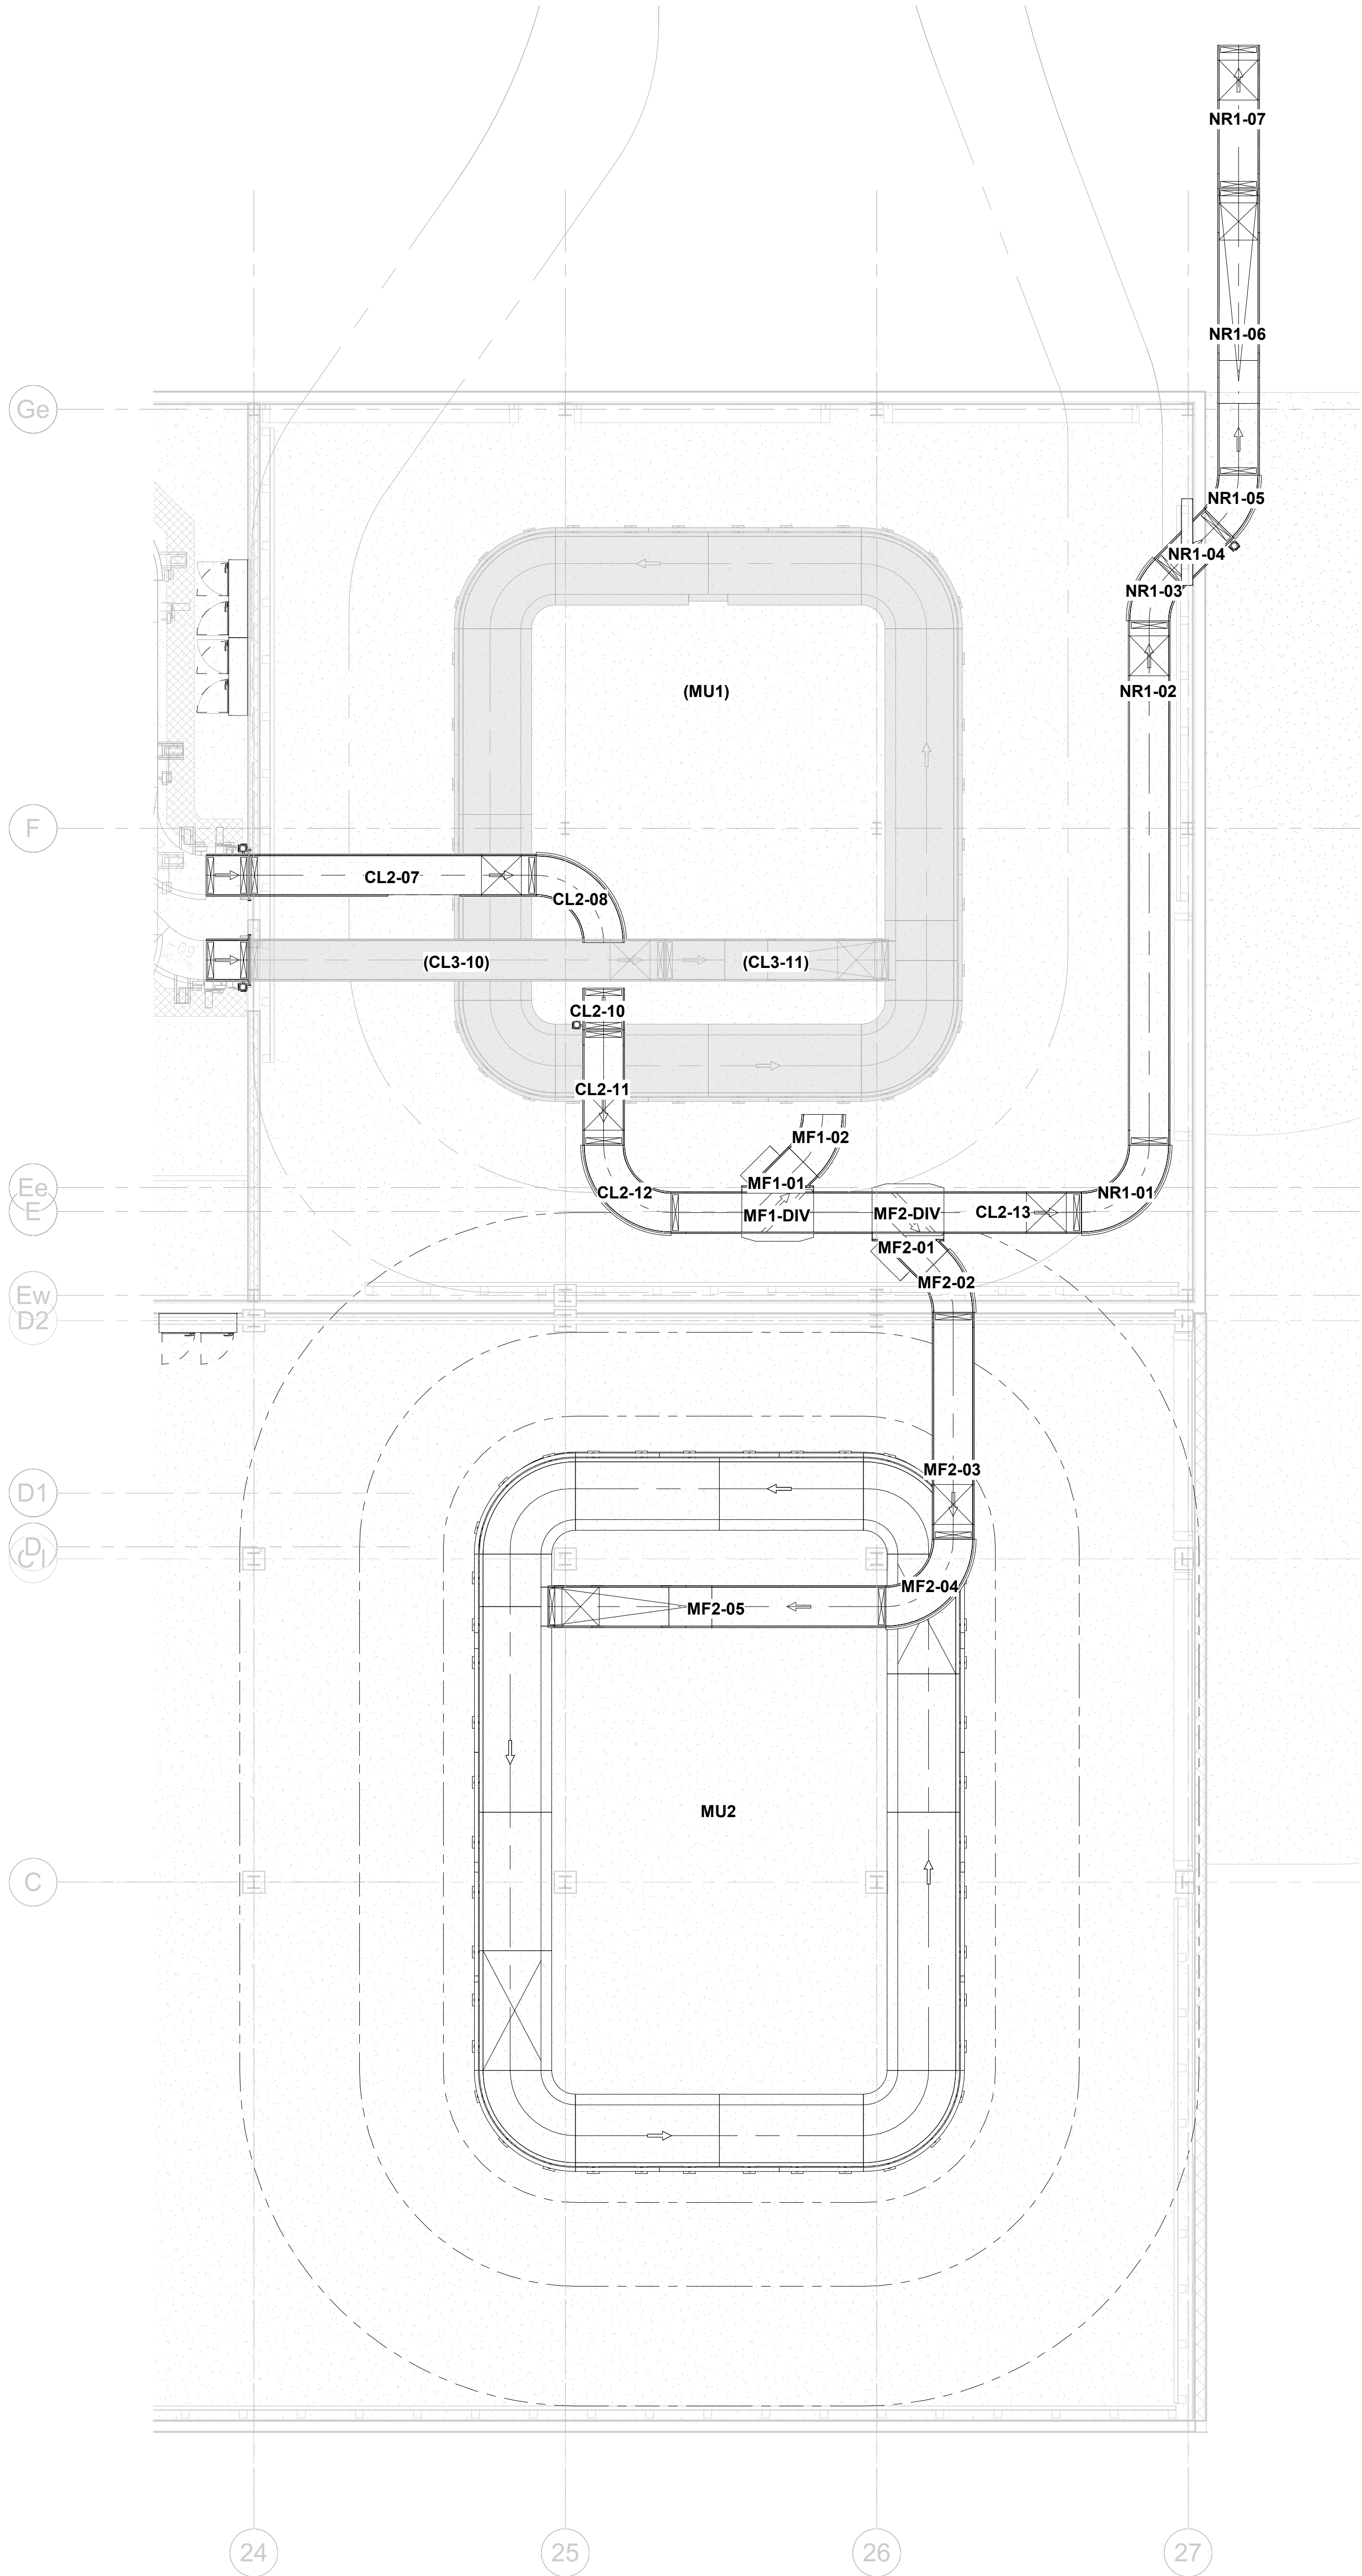 NR1-07
NR1-06
Ge
NR1-05
NR1-04
NR1-03
(MU1)
NR1-02
F
CL2-07
CL2-08
(CL3-10)
(CL3-11)
CL2-10
CL2-11
MF1-02
MF1-01
Ee
CL2-12
NR1-01
E
MF1-DIV
MF2-DIV
CL2-13
MF2-01
MF2-02
Ew
D2
MF2-03
D1
D
C1
MF2-04
MF2-05
MU2
C
24
25
26
27